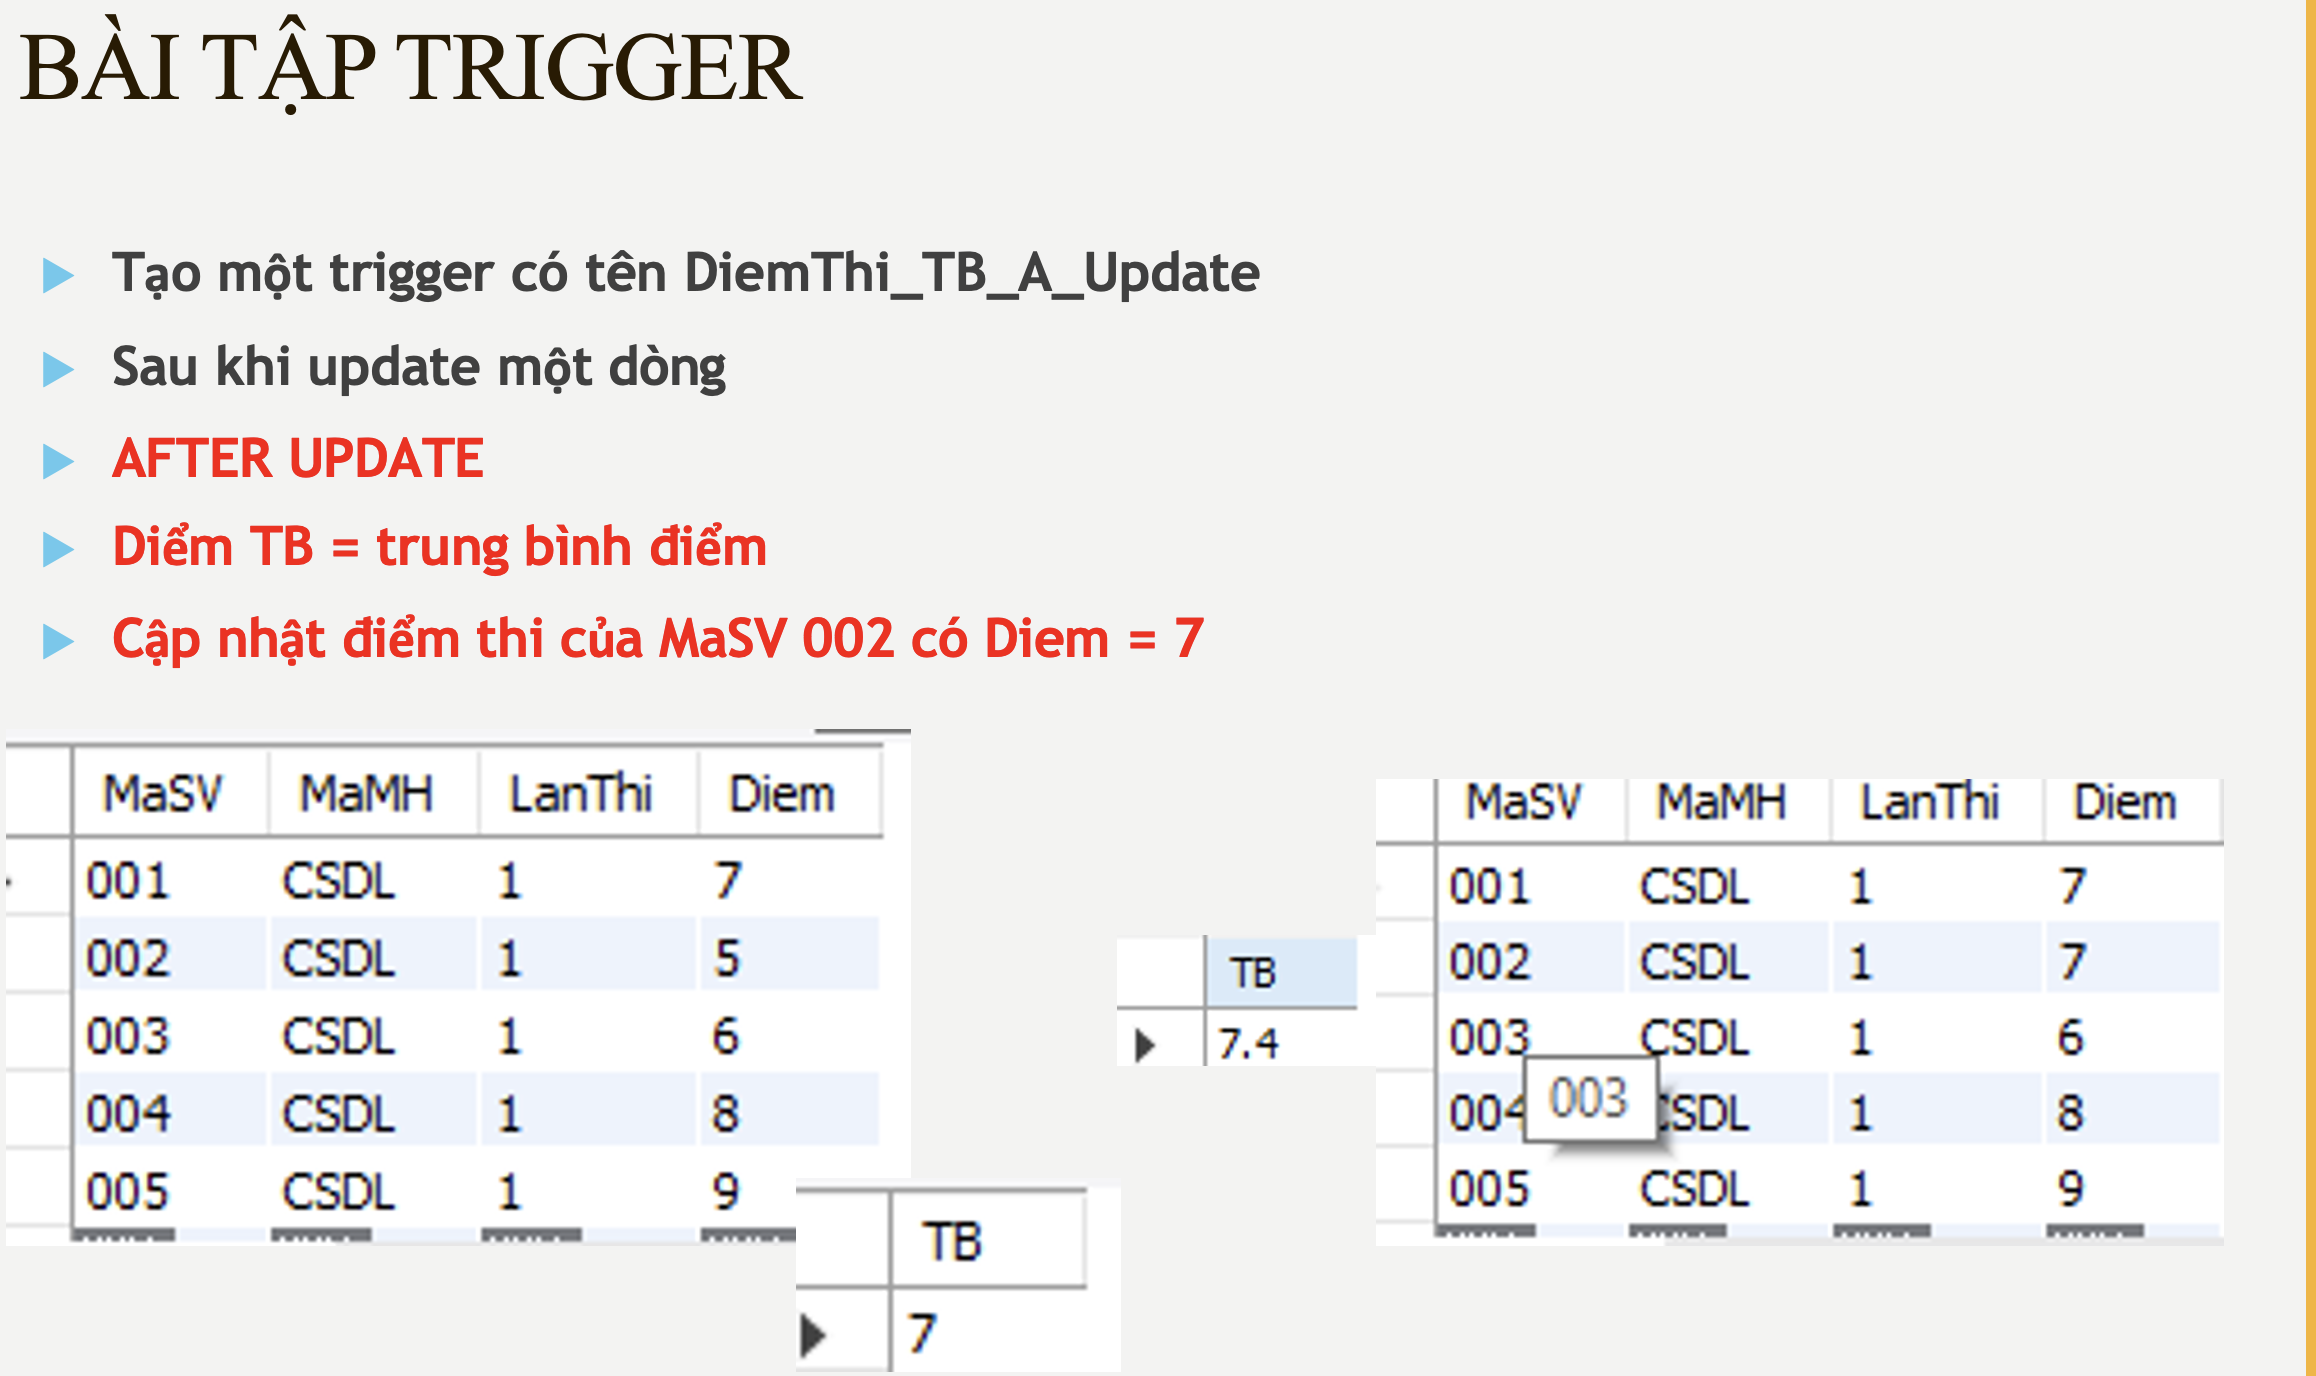 BÀI TẬP TRIGGER
Tạo một trigger có tên DiemThi_TB_A_Update
Sau khi update một dòng
AFTER UPDATE
Diểm TB = trung bình điểm
Cập nhật điểm thi của MaSV 002 có Diem = 7
MaSV MaMH LanThi Diem
001 CSDL 1 7
002 CSDL 1 5
003 CSDL 1 6
004 CSDL 1 8
005 CSDL 1 9
TB
7
TB
7.4
MaSV MaMH LanThi Diem
001 CSDL 1 7
002 CSDL 1 7
003 CSDL 1 6
003
004 CSDL 1 8
005 CSDL 1 9